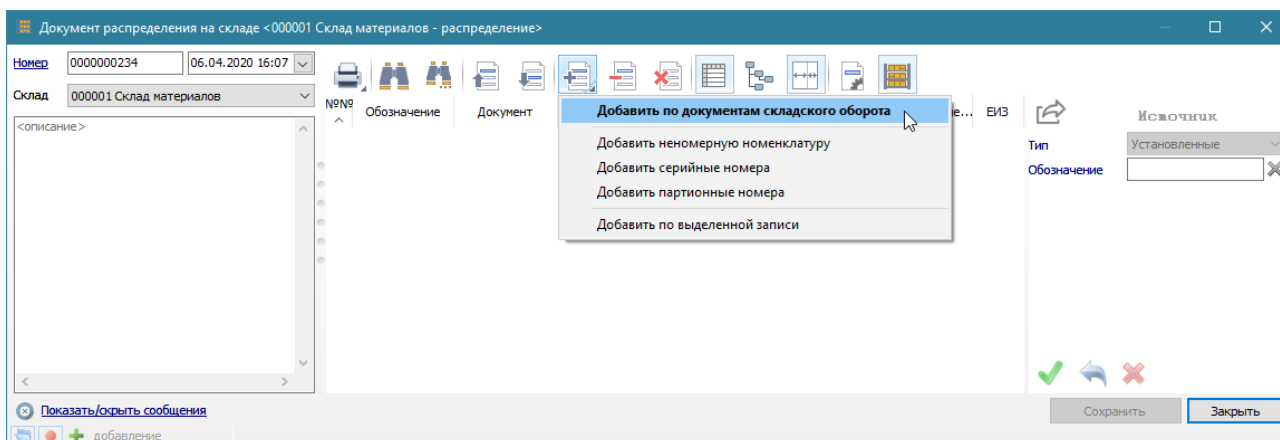 Документ распределения на складе <000001 Склад материалов - распределение>
Номер 0000000234 06.04.2020 16:07
Склад 000001 Склад материалов
<описание>
№№ Обозначение Документ е... ЕИЗ
Добавить по документам складского оборота
Добавить неномерную номенклатуру
Добавить серийные номера
Добавить партионные номера
Добавить по выделенной записи
Источник
Тип Установленные
Обозначение
Показать/скрыть сообщения
Сохранить Закрыть
добавление